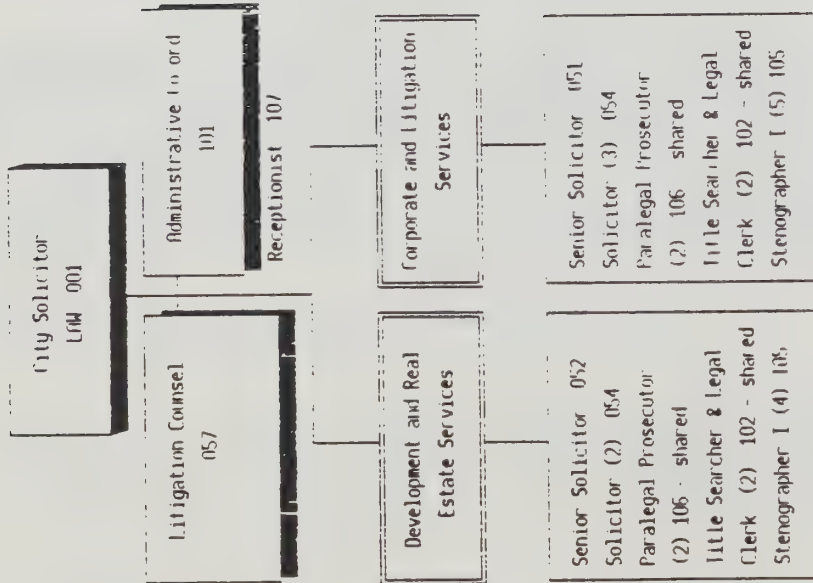 City Solicitor
LAW 001
Litigation Counsel
057
Administrative Co ord
101
Receptionist 107
Development and Real
Estate Services
Corporate and Litigation
Services
Senior Solicitor 052
Solicitor (2) 054
Paralegal Prosecutor
(2) 106 - shared
Title Searcher & Legal
Clerk (2) 102 - shared
Stenographer I (4) 105
Senior Solicitor 051
Solicitor (3) 054
Paralegal Prosecutor
(2) 106 shared
Title Searcher & Legal
Clerk (2) 102 - shared
Stenographer I (5) 105